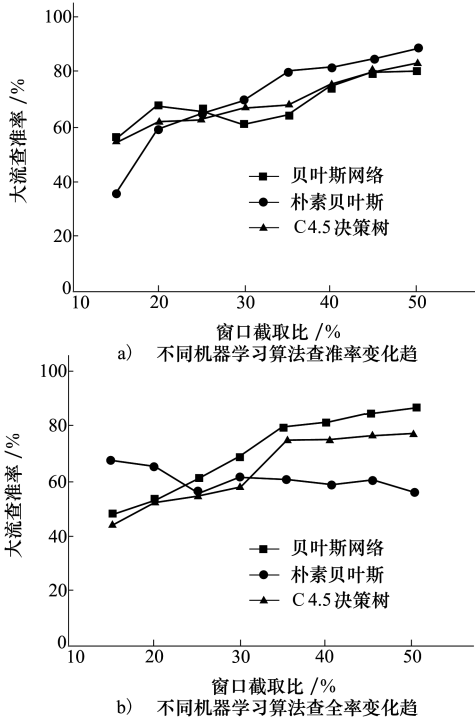 100
80
60
40
20
0
大流查准率 /%
贝叶斯网络
朴素贝叶斯
C4.5决策树
10 20 30 40 50
窗口截取比 /%
a) 不同机器学习算法查准率变化趋
100
80
60
40
20
0
大流查准率 /%
贝叶斯网络
朴素贝叶斯
C4.5决策树
10 20 30 40 50
窗口截取比 /%
b) 不同机器学习算法查全率变化趋